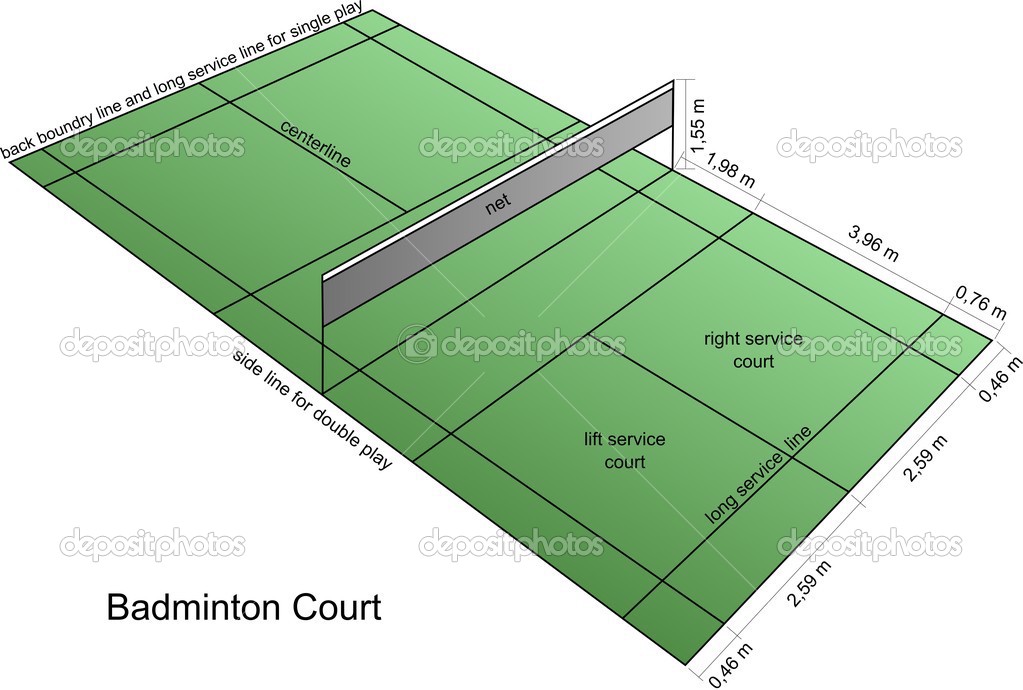 back boundry line and long service line for single play
depositphotos depositphotos depositphotos
centerline
net
1,55 m
1,98 m
3,96 m
0,76 m
depositphotos depositphotos depositphotos
right service
court
0,46 m
side line for double play
lift service
court
long service line
2,59 m
depositphotos depositphotos depositphotos
2,59 m
Badminton Court
0,46 m